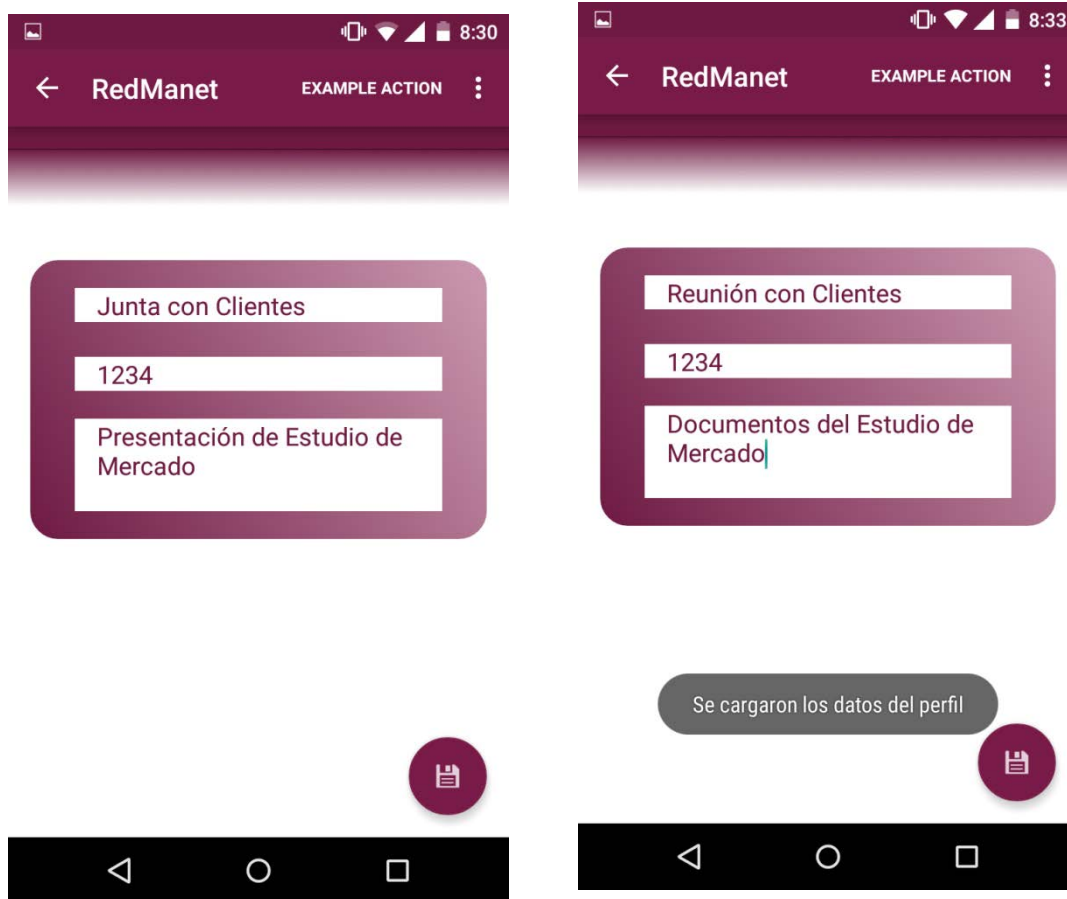 8:30
RedManet EXAMPLE ACTION
Junta con Clientes
1234
Presentación de Estudio de
Mercado
8:33
RedManet EXAMPLE ACTION
Reunión con Clientes
1234
Documentos del Estudio de
Mercado
Se cargaron los datos del perfil